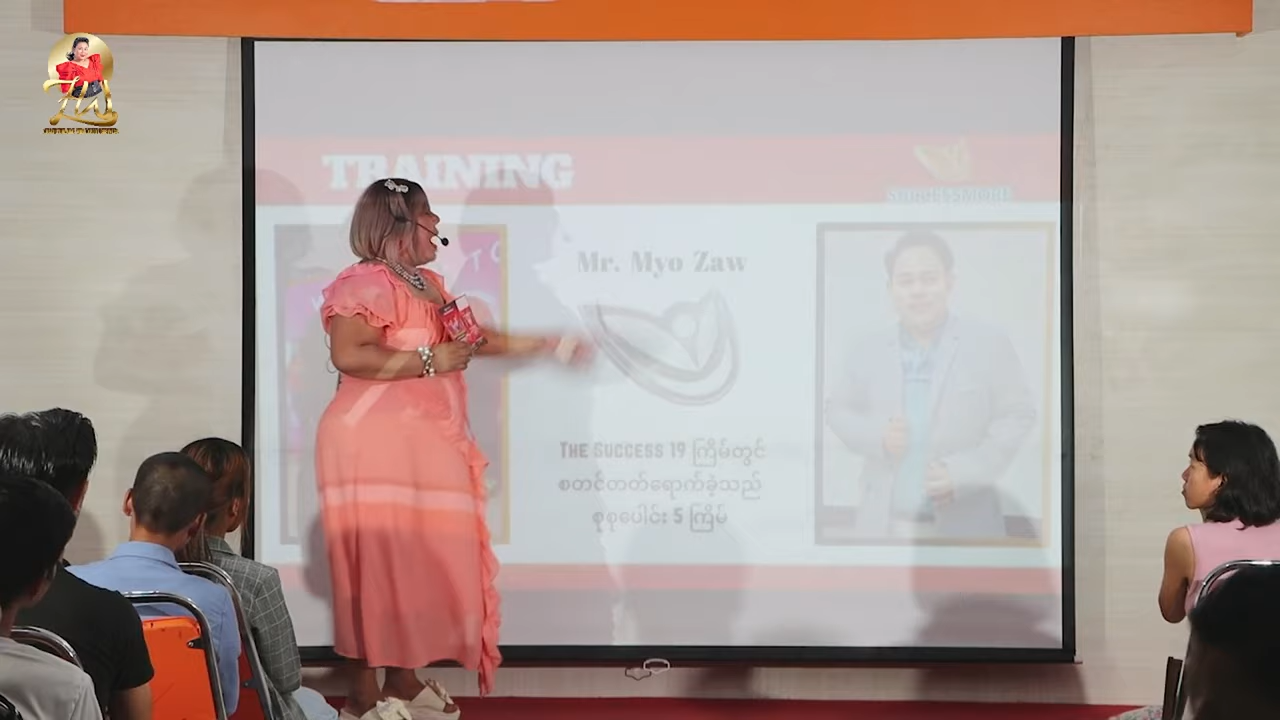 TRAINING
Mr. Myo Zaw
The Success 19 ကြိမ်တွင်
စတင်တတ်ရောက်ခဲ့သည်
စုစုပေါင်း 5 ကြိမ်